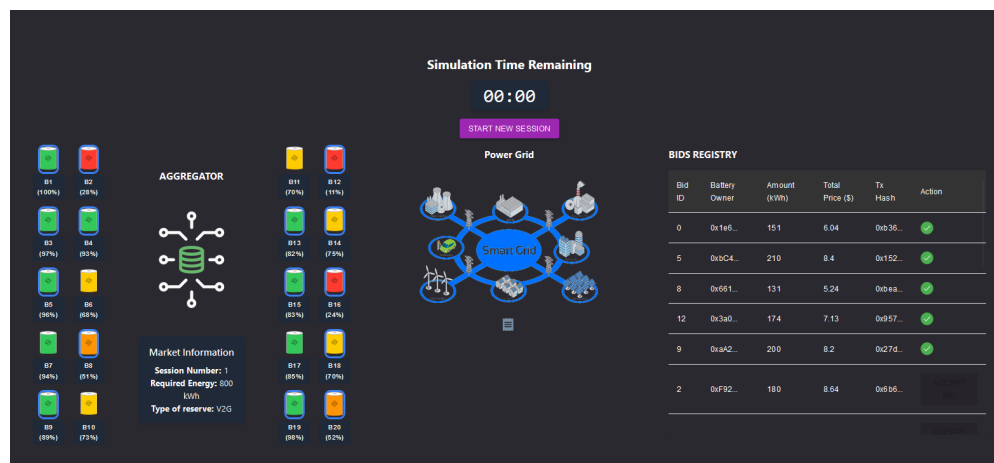 Simulation Time Remaining
00:00
START NEW SESSION
B1
(100%)
B2
(28%)
B3
(97%)
B4
(93%)
B5
(96%)
B6
(68%)
B7
(94%)
B8
(51%)
B9
(89%)
B10
(73%)
AGGREGATOR
Market Information
Session Number: 1
Required Energy: 800
kWh
Type of reserve: V2G
B11
(70%)
B12
(11%)
B13
(82%)
B14
(75%)
B15
(83%)
B16
(24%)
B17
(85%)
B18
(70%)
B19
(98%)
B20
(52%)
Power Grid
Smart Grid
BIDS REGISTRY
Bid ID Battery Owner Amount (kWh) Total Price ($) Tx Hash Action
0 0x1e6... 151 6.04 0xb36...
5 0xbC4... 210 8.4 0x152...
8 0x661... 131 5.24 0xbea...
12 0x3a0... 174 7.13 0x957...
9 0xaA2... 200 8.2 0x27d...
2 0xF92... 180 8.64 0x6b6...